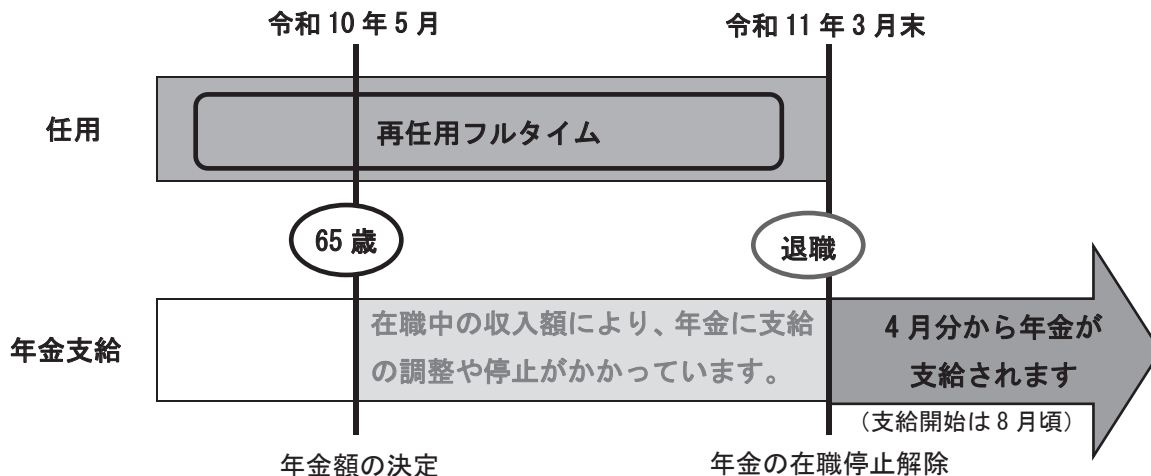 令和10年5月
令和11年3月末
任用
再任用フルタイム
65歳
退職
年金支給
在職中の収入額により、年金に支給
の調整や停止がかかっています。
4月分から年金が
支給されます
（支給開始は8月頃）
年金額の決定
年金の在職停止解除